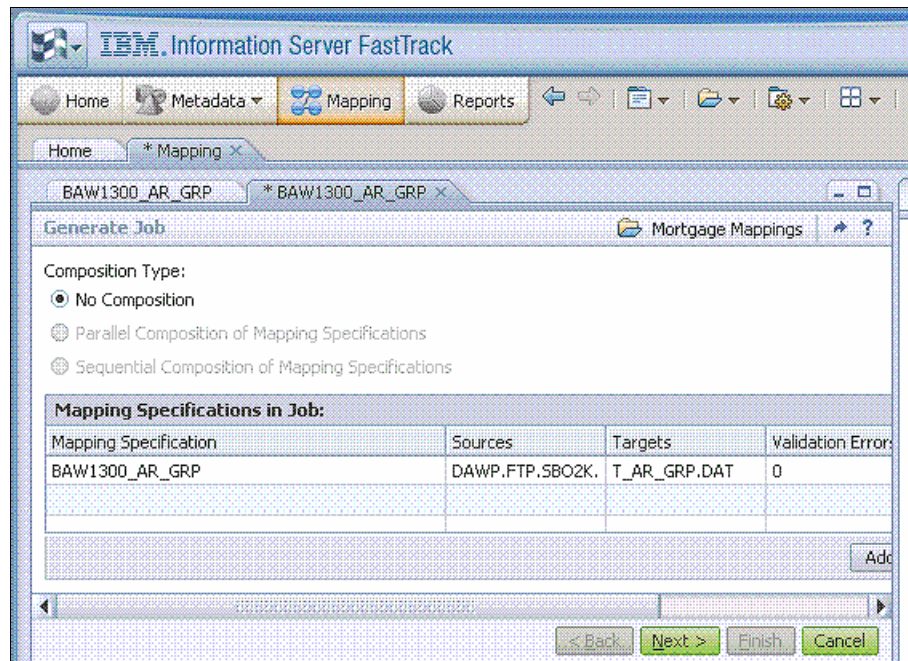 IBM. Information Server FastTrack
Home Metadata Mapping Reports
Home * Mapping ×
BAW1300_AR_GRP * BAW1300_AR_GRP ×
Generate Job Mortgage Mappings ?
Composition Type:
No Composition
Parallel Composition of Mapping Specifications
Sequential Composition of Mapping Specifications
Mapping Specifications in Job:
Mapping Specification Sources Targets Validation Errors
BAW1300_AR_GRP DAWP.FTP.SBO2K. T_AR_GRP.DAT 0
Add
< Back Next > Finish Cancel